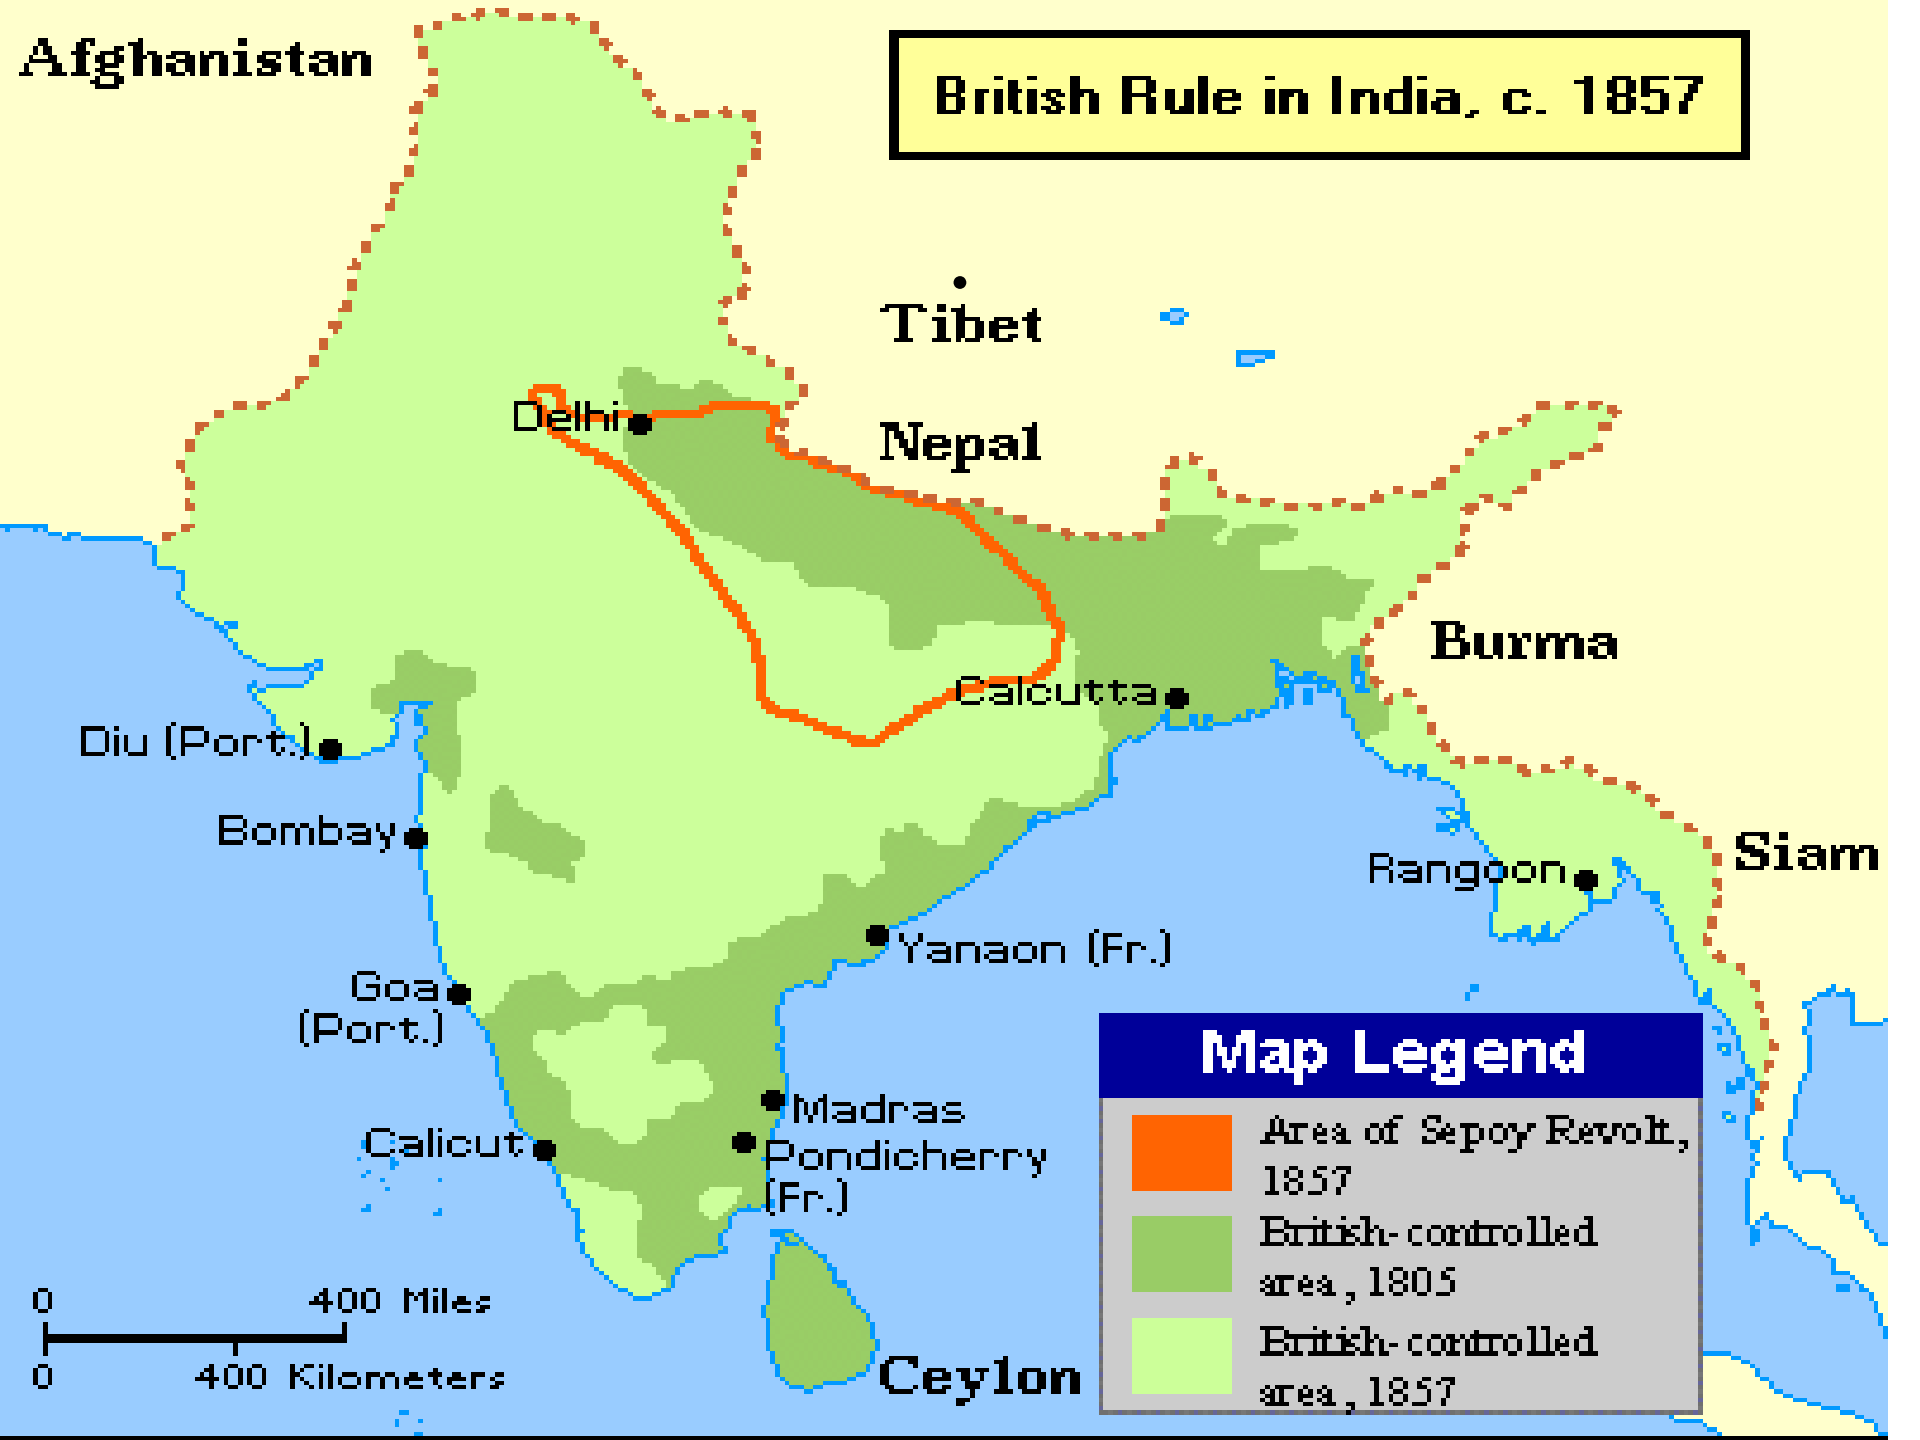 Afghanistan
British Rule in India, c. 1857
Tibet
Delhi
Nepal
Burma
Calcutta
Diu (Port.)
Bombay
Siam
Rangoon
Yanaon (Fr.)
Goa
(Port.)
Madras
Calicut
Pondicherry
(Fr.)
Ceylon
0 400 Miles
0 400 Kilometers
Map Legend
Area of Sepoy Revolt,
1857
British-controlled
area, 1805
British-controlled
area, 1857